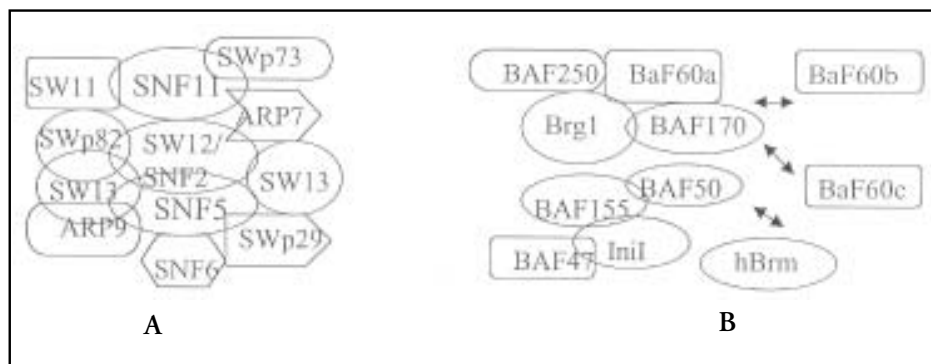 SWp73
SW11
SNF11
ARP7
SWp82
SW12/
SNF2
SW13
SW13
SNF5
ARP9
SWp29
SNF6
A
BAF250
BaF60a
BaF60b
Brg1
BAF170
BAF50
BaF60c
BAF155
IniI
BAF47
hBrm
B